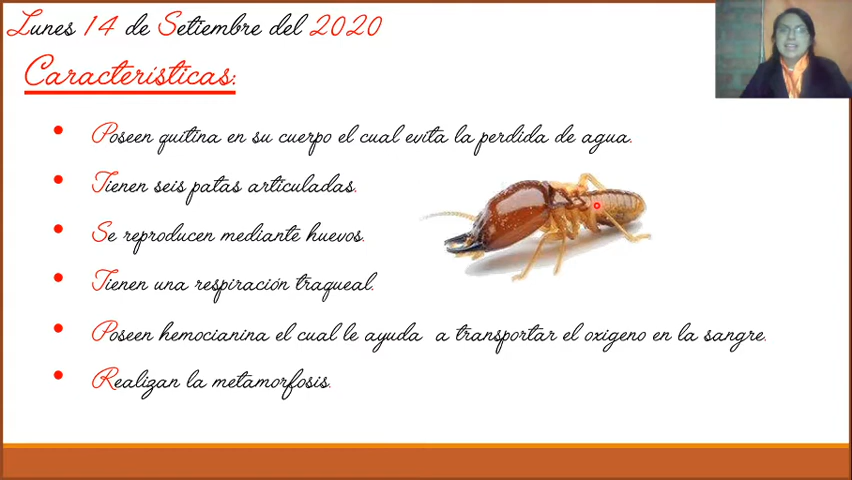 Lunes 14 de Setiembre del 2020
Características:
Poseen quitina en su cuerpo el cual evita la perdida de agua.
Tienen seis patas articuladas.
Se reproducen mediante huevos.
Tienen una respiración traqueal.
Poseen hemocianina el cual le ayuda a transportar el oxigeno en la sangre.
Realizan la metamorfosis.